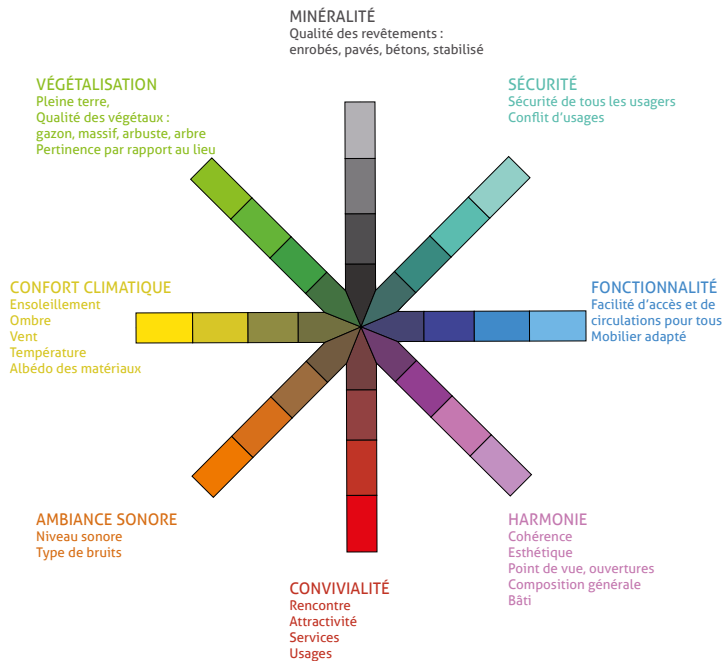 MINÉRALITÉ
Qualité des revêtements :
enrobés, pavés, bétons, stabilisé
VÉGÉTALISATION
Pleine terre,
Qualité des végétaux :
gazon, massif, arbuste, arbre
Pertinence par rapport au lieu
SÉCURITÉ
Sécurité de tous les usagers
Conflit d'usages
CONFORT CLIMATIQUE
Ensoleillement
Ombre
Vent
Température
Albédo des matériaux
FONCTIONNALITÉ
Facilité d'accès et de
circulations pour tous
Mobilier adapté
AMBIANCE SONORE
Niveau sonore
Type de bruits
HARMONIE
Cohérence
Esthétique
Point de vue, ouvertures
Composition générale
Bâti
CONVIVIALITÉ
Rencontre
Attractivité
Services
Usages